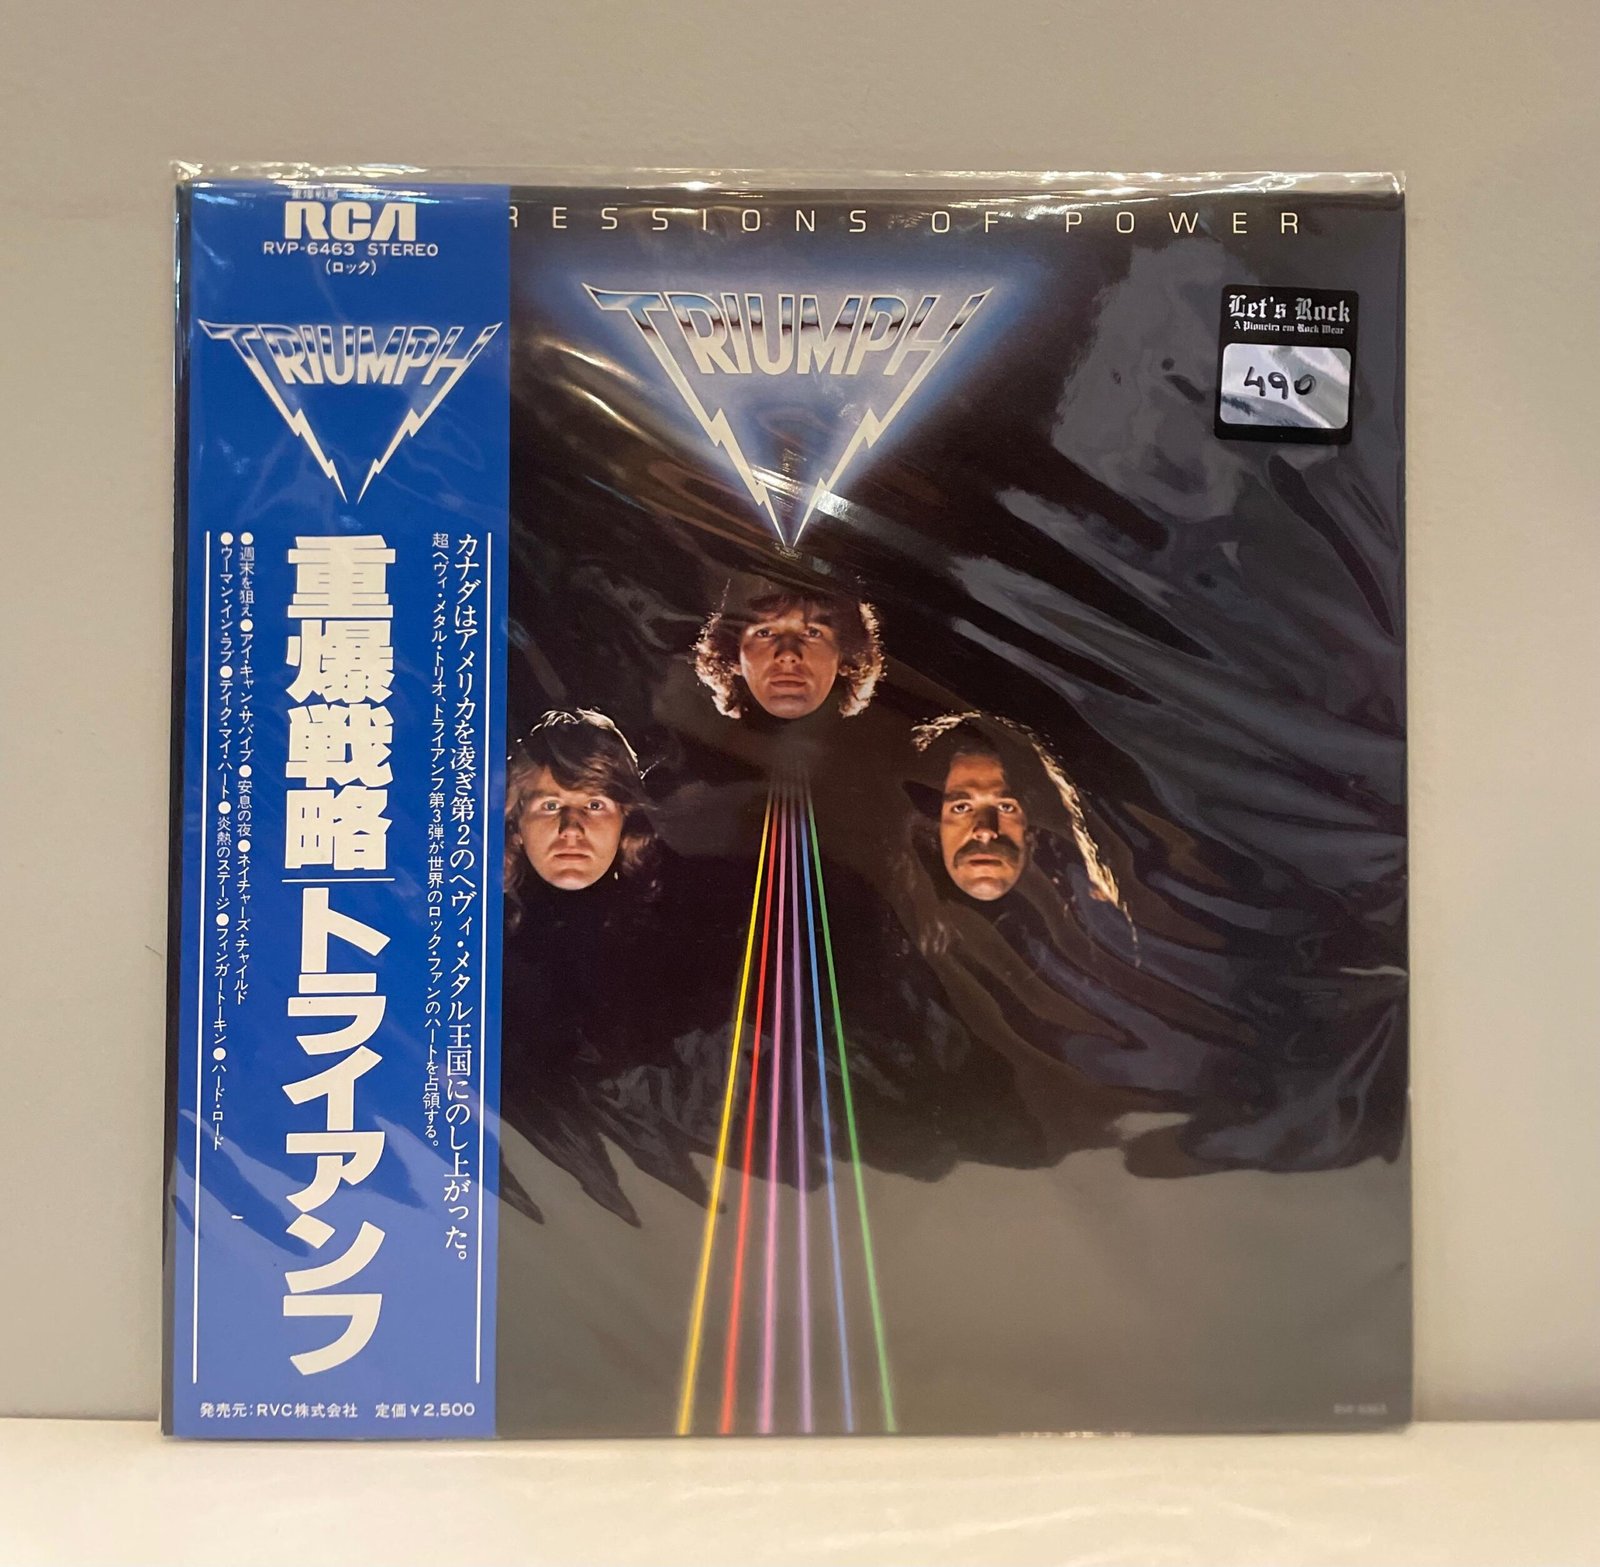 RCA
RVP-6463 STEREO
(ロック)
TRIUMPH
カナダはアメリカを凌ぎ第2のヘヴィ・メタル王国にのし上がった。
超ヘヴィ・メタル・トリオ、トライアンフ第3弾が世界のロック・ファンのハートを占領する。
重爆戦略|トライアンフ
●週末を狙え●アイ・キャン・サバイブ●安息の夜●ネイチャーズ・チャイルド
●ウーマン・イン・ラブ●テイク・マイ・ハート●炎熱のステージ●フィンガートーキン●ハード・ロード
発売元:RVC株式会社 定価¥2,500
RESSIONS OF POWER
TRIUMPH
Let's Rock
A Pioneira em Rock Wear
490